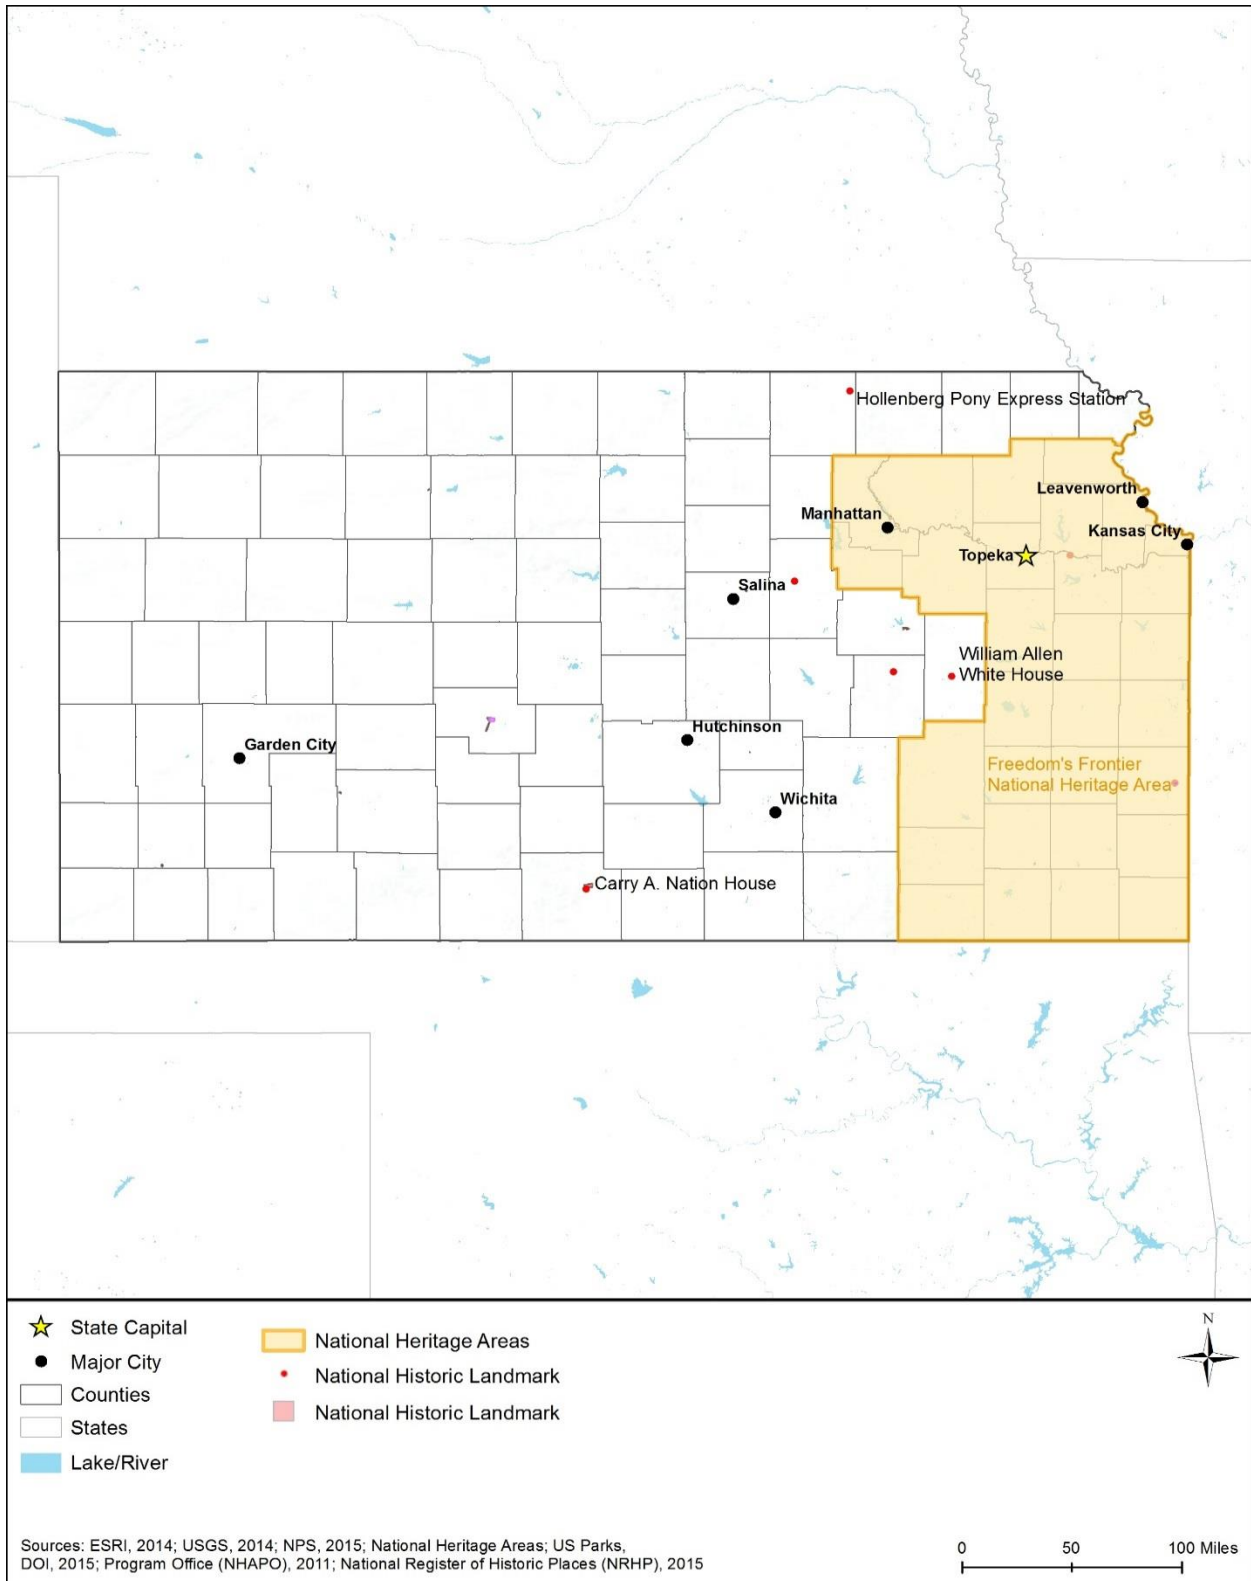 Hollenberg Pony Express Station
Leavenworth
Manhattan
Kansas City
Topeka
Salina
William Allen
White House
Hutchinson
Garden City
Freedom's Frontier
National Heritage Area
Wichita
Carry A. Nation House
State Capital
Major City
Counties
States
Lake/River
National Heritage Areas
National Historic Landmark
National Historic Landmark
N
Sources: ESRI, 2014; USGS, 2014; NPS, 2015; National Heritage Areas; US Parks,
DOI, 2015; Program Office (NHAPO), 2011; National Register of Historic Places (NRHP), 2015
0 50 100 Miles